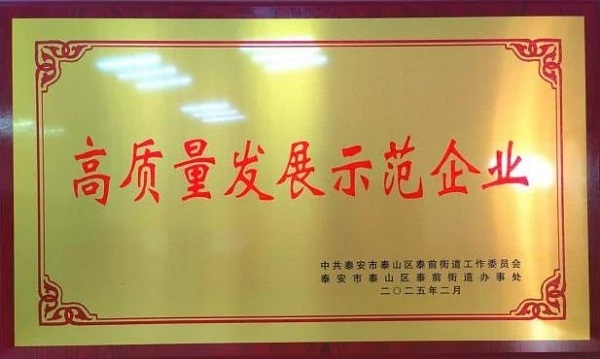 高质量发展示范企业
中共泰安市泰山区泰前街道工作委员会
泰安市泰山区泰前街道办事处
二〇二五年二月